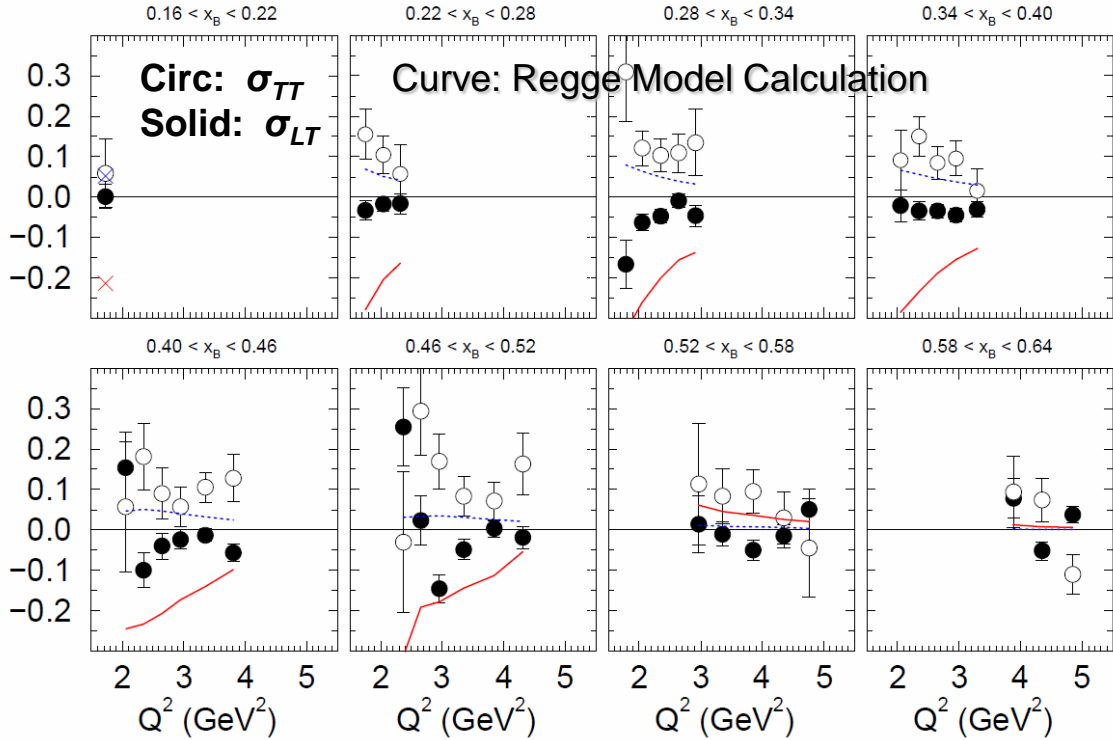 0.16 < x_B < 0.22
0.22 < x_B < 0.28
0.28 < x_B < 0.34
0.34 < x_B < 0.40
Circ: σ_TT
Solid: σ_LT
Curve: Regge Model Calculation
0.3
0.2
0.1
0.0
−0.1
−0.2
0.40 < x_B < 0.46
0.46 < x_B < 0.52
0.52 < x_B < 0.58
0.58 < x_B < 0.64
0.3
0.2
0.1
0.0
−0.1
−0.2
2 3 4 5 2 3 4 5 2 3 4 5 2 3 4 5
Q² (GeV²) Q² (GeV²) Q² (GeV²) Q² (GeV²)